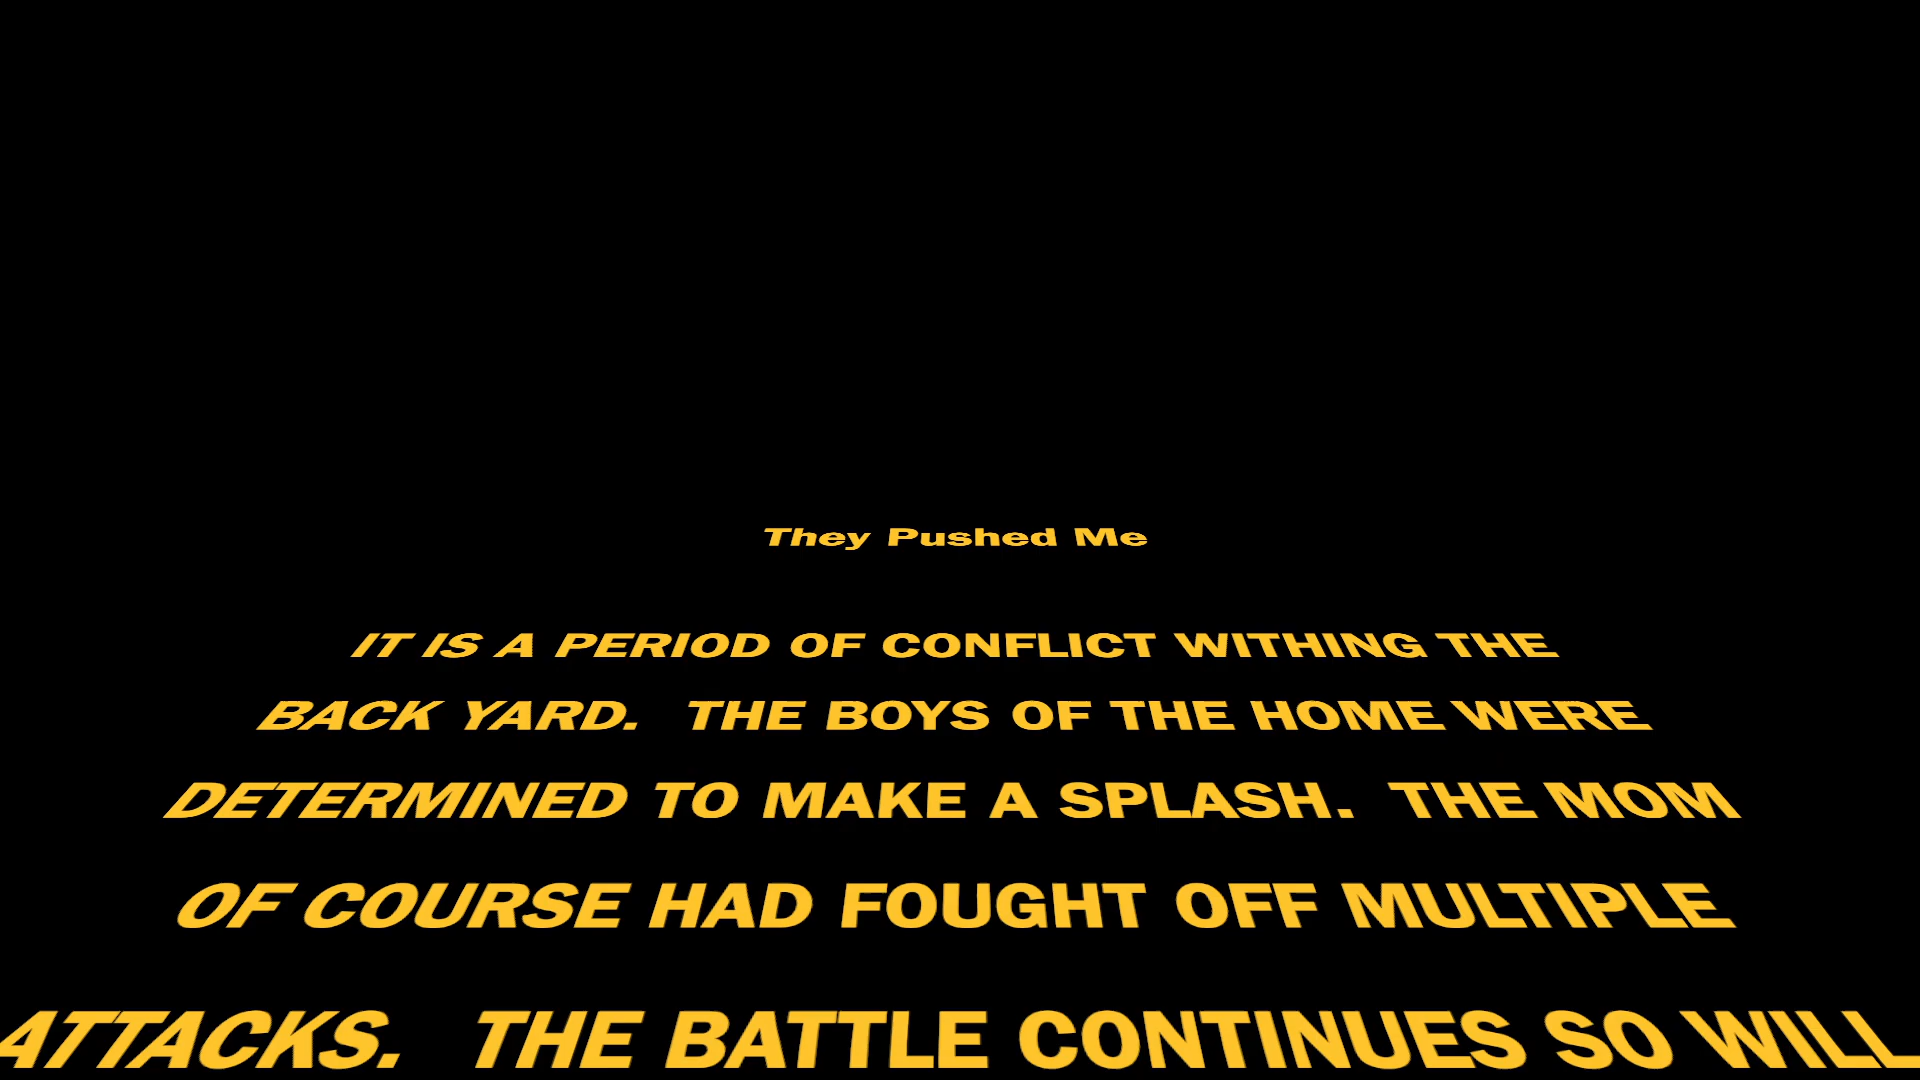 They Pushed Me
IT IS A PERIOD OF CONFLICT WITHING THE
BACK YARD.  THE BOYS OF THE HOME WERE
DETERMINED TO MAKE A SPLASH.  THE MOM
OF COURSE HAD FOUGHT OFF MULTIPLE
ATTACKS.  THE BATTLE CONTINUES SO WILL